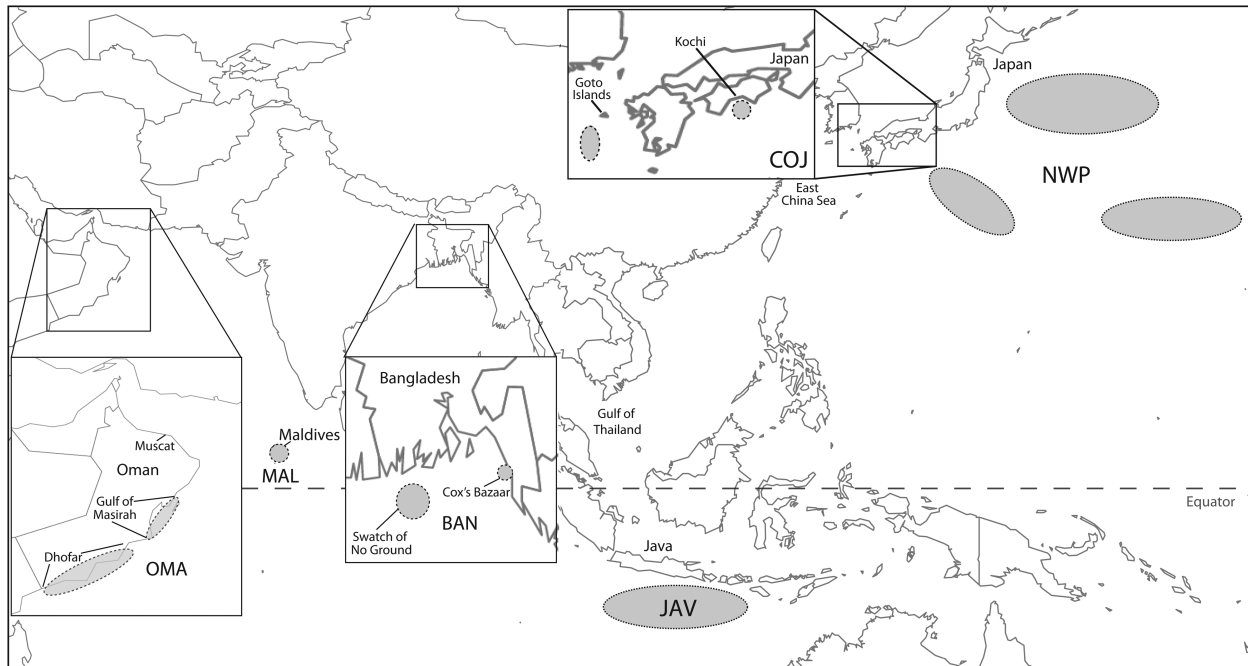 Kochi
Japan
Goto
Islands
COJ
Japan
NWP
East
China Sea
Bangladesh
Cox's Bazaar
Swatch of
No Ground
BAN
Muscat
Oman
Gulf of
Masirah
Dhofar
OMA
Maldives
MAL
Gulf of
Thailand
Equator
Java
JAV